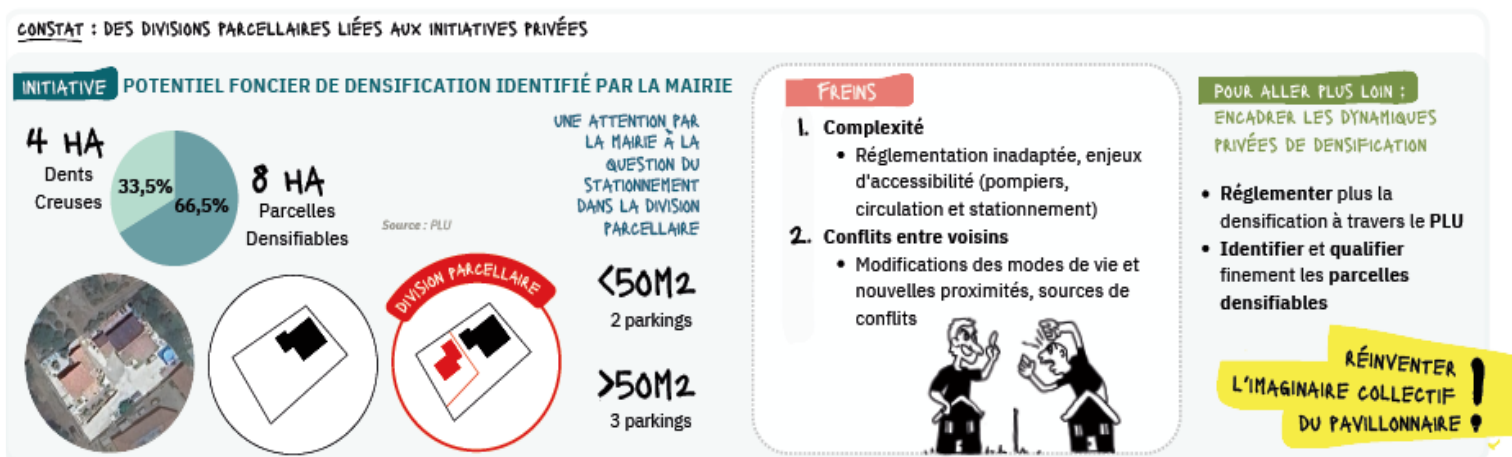 CONSTAT : DES DIVISIONS PARCELLAIRES LIÉES AUX INITIATIVES PRIVÉES
INITIATIVE
POTENTIEL FONCIER DE DENSIFICATION IDENTIFIÉ PAR LA MAIRIE
4 HA
Dents
Creuses
33,5%
66,5%
8 HA
Parcelles
Densifiables
Source : PLU
UNE ATTENTION PAR
LA MAIRIE À LA
QUESTION DU
STATIONNEMENT
DANS LA DIVISION
PARCELLAIRE
DIVISION PARCELLAIRE
<50M2
2 parkings
>50M2
3 parkings
FREINS
1. Complexité
• Réglementation inadaptée, enjeux
d'accessibilité (pompiers,
circulation et stationnement)
2. Conflits entre voisins
• Modifications des modes de vie et
nouvelles proximités, sources de
conflits
POUR ALLER PLUS LOIN :
ENCADRER LES DYNAMIQUES
PRIVÉES DE DENSIFICATION
• Réglementer plus la
densification à travers le PLU
• Identifier et qualifier
finement les parcelles
densifiables
RÉINVENTER
L'IMAGINAIRE COLLECTIF
DU PAVILLONNAIRE !